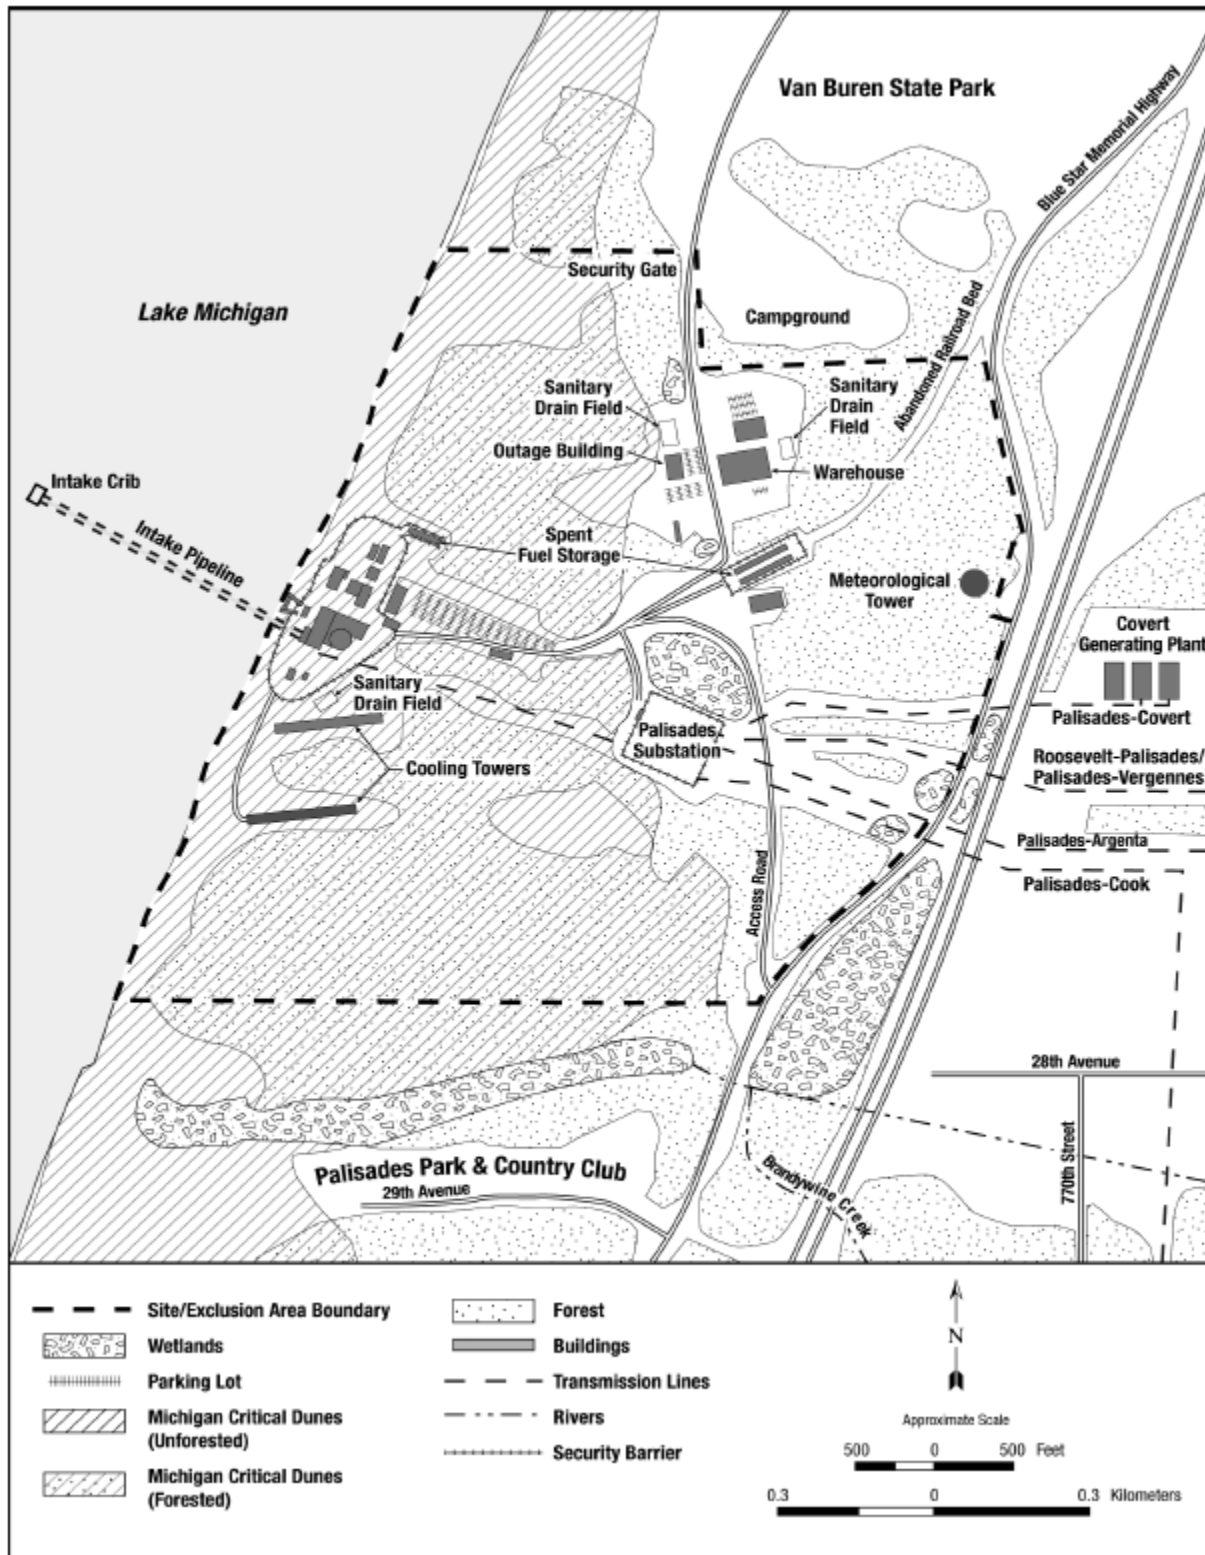 Van Buren State Park
Blue Star Memorial Highway
Security Gate
Lake Michigan
Campground
Abandoned Railroad Bed
Sanitary
Drain Field
Sanitary
Drain
Field
Outage Building
Warehouse
Intake Crib
Intake Pipeline
Spent
Fuel Storage
Meteorological
Tower
Covert
Generating Plant
Sanitary
Drain Field
Palisades
Substation
Palisades-Covert
Roosevelt-Palisades/
Palisades-Vergennes
Cooling Towers
Palisades-Argenta
Palisades-Cook
Access Road
28th Avenue
770th Street
Palisades Park & Country Club
29th Avenue
Brandywine Creek
Site/Exclusion Area Boundary
Wetlands
Parking Lot
Michigan Critical Dunes
(Unforested)
Michigan Critical Dunes
(Forested)
Forest
Buildings
Transmission Lines
Rivers
Security Barrier
N
Approximate Scale
500 0 500 Feet
0.3 0 0.3 Kilometers